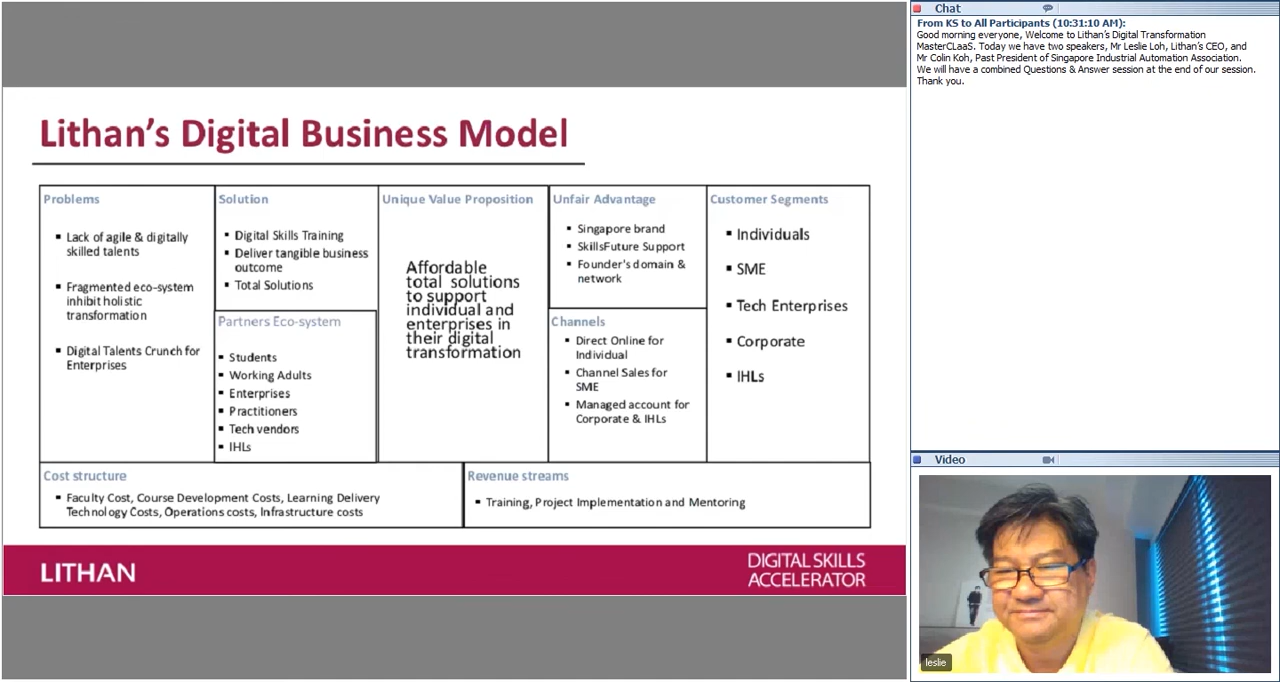 Lithan's Digital Business Model
Problems
▪ Lack of agile & digitally
skilled talents
▪ Fragmented eco-system
inhibit holistic
transformation
▪ Digital Talents Crunch for
Enterprises
Solution
▪ Digital Skills Training
▪ Deliver tangible business
outcome
▪ Total Solutions
Partners Eco-system
▪ Students
▪ Working Adults
▪ Enterprises
▪ Practitioners
▪ Tech vendors
▪ IHLs
Unique Value Proposition
Affordable
total solutions
to support
individual and
enterprises in
their digital
transformation
Unfair Advantage
▪ Singapore brand
▪ SkillsFuture Support
▪ Founder's domain &
network
Channels
▪ Direct Online for
Individual
▪ Channel Sales for
SME
▪ Managed account for
Corporate & IHLs
Customer Segments
▪ Individuals
▪ SME
▪ Tech Enterprises
▪ Corporate
▪ IHLs
Cost structure
▪ Faculty Cost, Course Development Costs, Learning Delivery
Technology Costs, Operations costs, Infrastructure costs
Revenue streams
▪ Training, Project Implementation and Mentoring
LITHAN
DIGITAL SKILLS
ACCELERATOR
Chat
From KS to All Participants (10:31:10 AM):
Good morning everyone, Welcome to Lithan's Digital Transformation
MasterCLaaS. Today we have two speakers, Mr Leslie Loh, Lithan's CEO, and
Mr Colin Koh, Past President of Singapore Industrial Automation Association.
We will have a combined Questions & Answer session at the end of our session.
Thank you.
Video
leslie